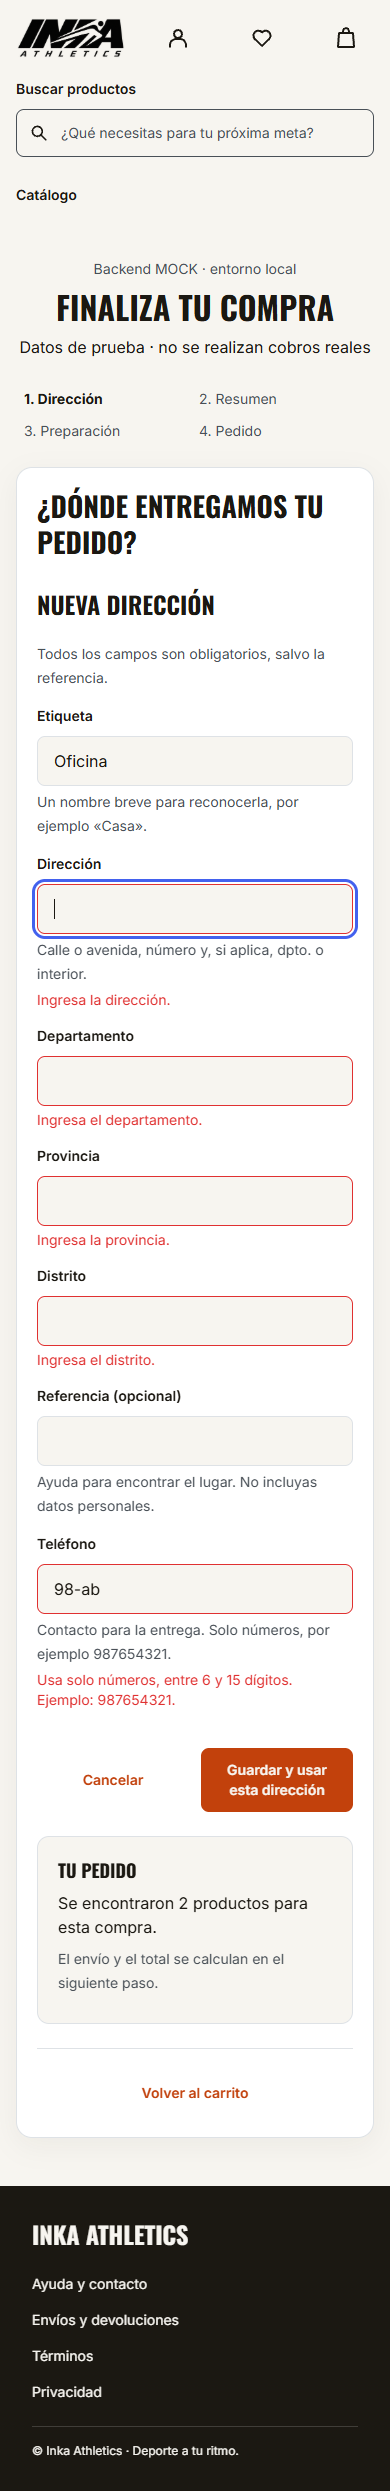 INKA
ATHLETICS
Buscar productos
¿Qué necesitas para tu próxima meta?
Catálogo
Backend MOCK · entorno local
FINALIZA TU COMPRA
Datos de prueba · no se realizan cobros reales
1. Dirección
2. Resumen
3. Preparación
4. Pedido
¿DÓNDE ENTREGAMOS TU
PEDIDO?
NUEVA DIRECCIÓN
Todos los campos son obligatorios, salvo la
referencia.
Etiqueta
Oficina
Un nombre breve para reconocerla, por
ejemplo «Casa».
Dirección
Calle o avenida, número y, si aplica, dpto. o
interior.
Ingresa la dirección.
Departamento
Ingresa el departamento.
Provincia
Ingresa la provincia.
Distrito
Ingresa el distrito.
Referencia (opcional)
Ayuda para encontrar el lugar. No incluyas
datos personales.
Teléfono
98-ab
Contacto para la entrega. Solo números, por
ejemplo 987654321.
Usa solo números, entre 6 y 15 dígitos.
Ejemplo: 987654321.
Cancelar
Guardar y usar
esta dirección
TU PEDIDO
Se encontraron 2 productos para
esta compra.
El envío y el total se calculan en el
siguiente paso.
Volver al carrito
INKA ATHLETICS
Ayuda y contacto
Envíos y devoluciones
Términos
Privacidad
© Inka Athletics · Deporte a tu ritmo.